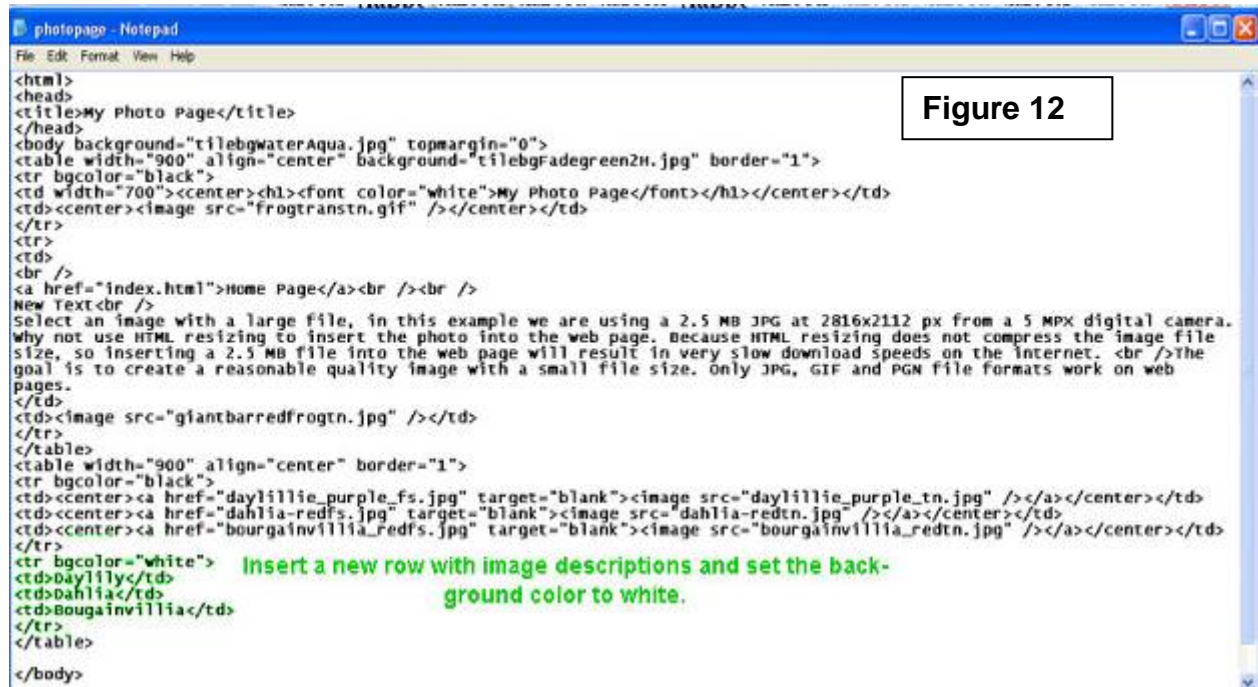 photopage - Notepad
File Edit Format View Help
Figure 12
<html>
<head>
<title>My Photo Page</title>
</head>
<body background="tilebgWaterAqua.jpg" topmargin="0">
<table width="900" align="center" background="tilebgFadegreen2H.jpg" border="1">
<tr bgcolor="black">
<td width="700"><center><h1><font color="white">My Photo Page</font></h1></center></td>
<td><center><image src="frogtranstn.gif" /></center></td>
</tr>
<tr>
<td>
<br />
<a href="index.html">Home Page</a><br /><br />
New Text<br />
Select an image with a large file, in this example we are using a 2.5 MB JPG at 2816x2112 px from a 5 MPX digital camera.
Why not use HTML resizing to insert the photo into the web page. Because HTML resizing does not compress the image file
size, so inserting a 2.5 MB file into the web page will result in very slow download speeds on the internet. <br />The
goal is to create a reasonable quality image with a small file size. Only JPG, GIF and PGN file formats work on web
pages.
</td>
<td><image src="giantbarredfrogtn.jpg" /></td>
</tr>
</table>
<table width="900" align="center" border="1">
<tr bgcolor="black">
<td><center><a href="daylillie_purple_fs.jpg" target="blank"><image src="daylillie_purple_tn.jpg" /></a></center></td>
<td><center><a href="dahlia-redfs.jpg" target="blank"><image src="dahlia-redtn.jpg" /></a></center></td>
<td><center><a href="bourgainvillia_redfs.jpg" target="blank"><image src="bourgainvillia_redtn.jpg" /></a></center></td>
</tr>
<tr bgcolor="white">
<td>Daylily</td>
<td>Dahlia</td>
<td>Bougainvillia</td>
</tr>
</table>
Insert a new row with image descriptions and set the back-
ground color to white.
</body>